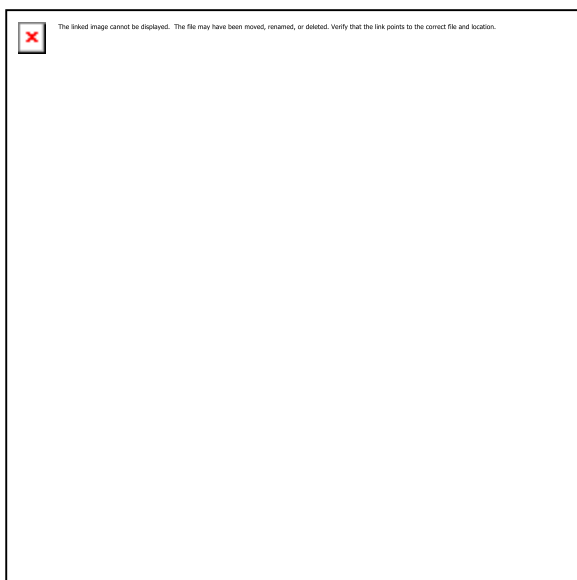 The linked image cannot be displayed.  The file may have been moved, renamed, or deleted. Verify that the link points to the correct file and location.